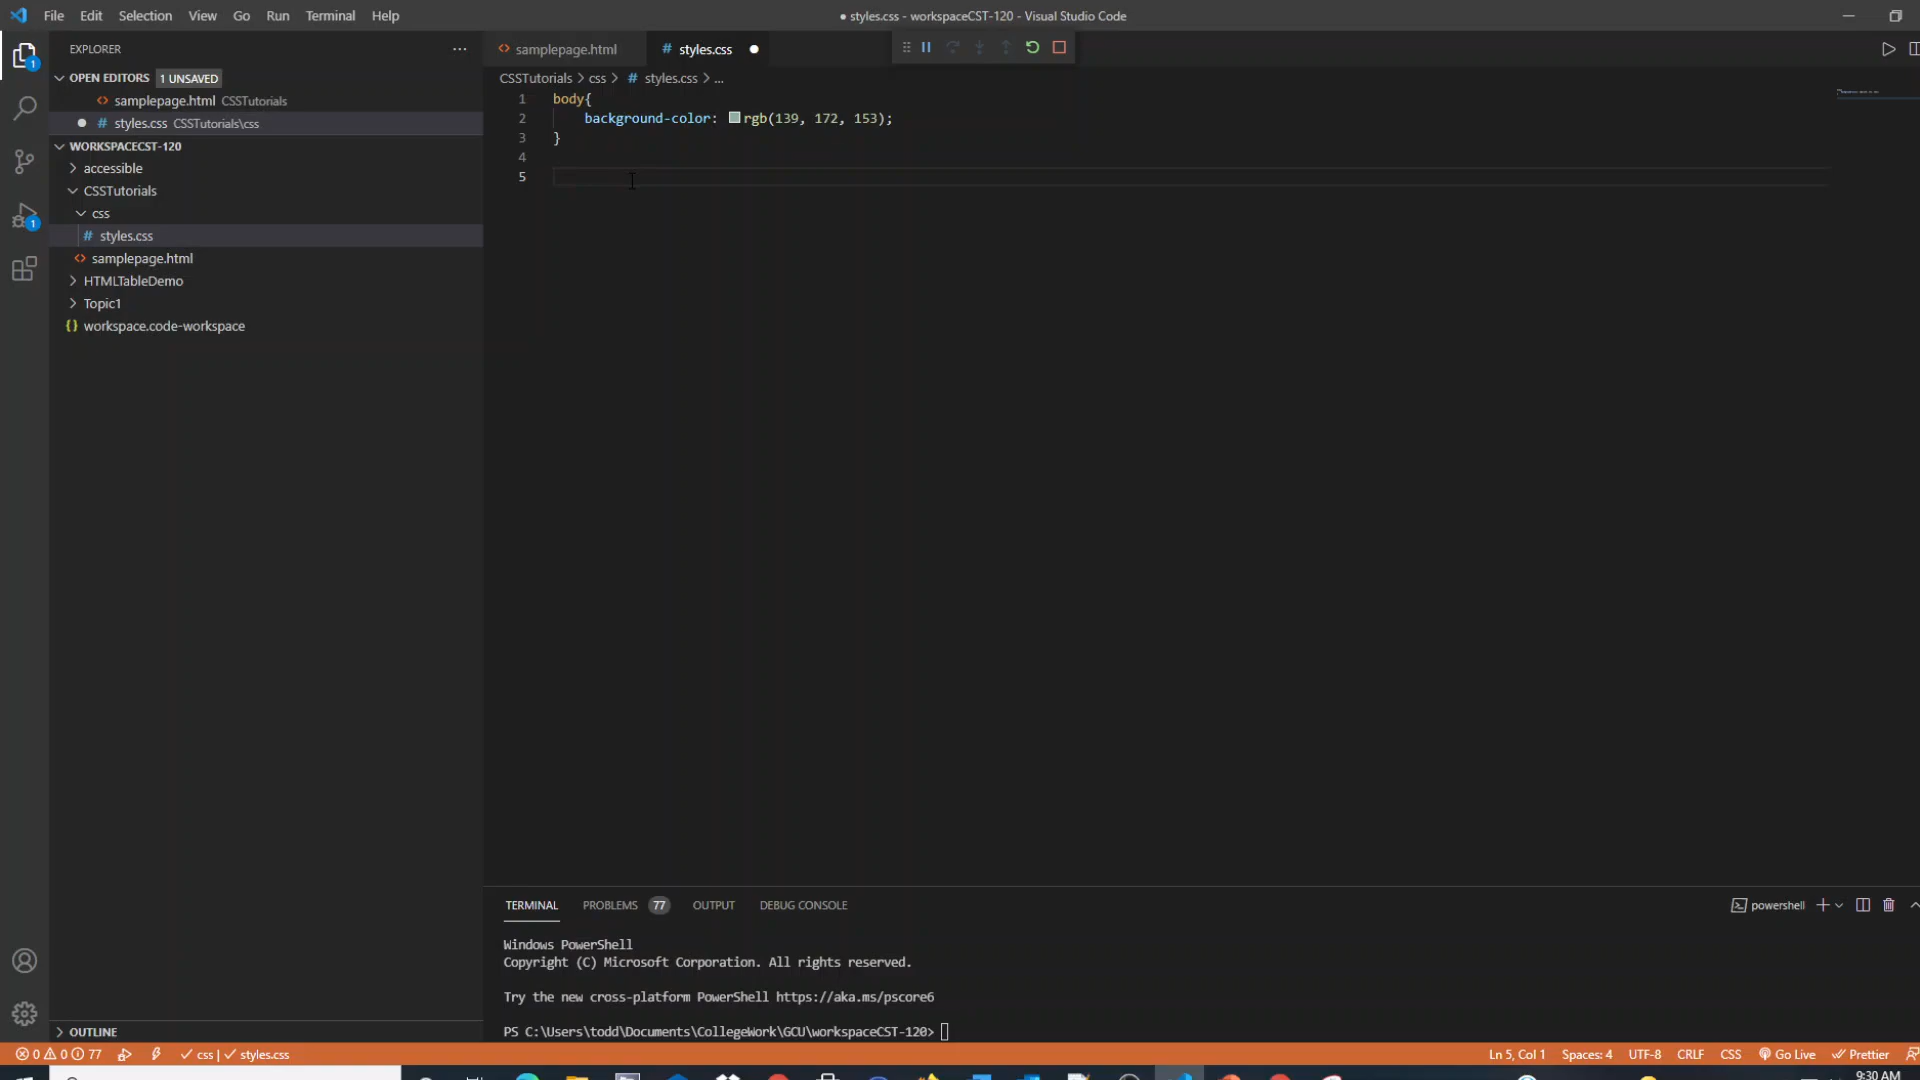 File Edit Selection View Go Run Terminal Help
● styles.css - workspaceCST-120 - Visual Studio Code
EXPLORER
samplepage.html
# styles.css
OPEN EDITORS 1 UNSAVED
samplepage.html CSSTutorials
# styles.css CSSTutorials\css
WORKSPACECST-120
accessible
CSSTutorials
css
# styles.css
samplepage.html
HTMLTableDemo
Topic1
{} workspace.code-workspace
OUTLINE
1
1
CSSTutorials > css > # styles.css > ...
1 body{
2 background-color: rgb(139, 172, 153);
3 }
4
5
TERMINAL PROBLEMS 77 OUTPUT DEBUG CONSOLE
powershell
Windows PowerShell
Copyright (C) Microsoft Corporation. All rights reserved.
Try the new cross-platform PowerShell https://aka.ms/pscore6
PS C:\Users\todd\Documents\CollegeWork\GCU\workspaceCST-120>
0 0 77 css | styles.css
Ln 5, Col 1 Spaces: 4 UTF-8 CRLF CSS Go Live Prettier
9:30 AM